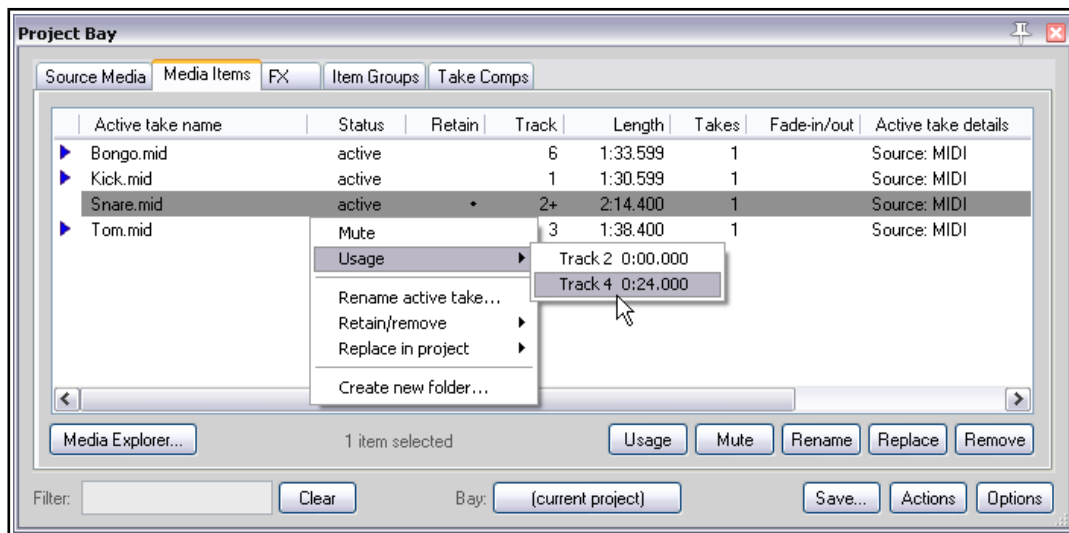 Project Bay
Source Media Media Items FX Item Groups Take Comps
Active take name Status Retain Track Length Takes Fade-in/out Active take details
Bongo.mid active 6 1:33.599 1 Source: MIDI
Kick.mid active 1 1:30.599 1 Source: MIDI
Snare.mid active • 2+ 2:14.400 1 Source: MIDI
Tom.mid 3 1:38.400 1 Source: MIDI
Mute
Usage
Track 2 0:00.000
Track 4 0:24.000
Rename active take...
Retain/remove
Replace in project
Create new folder...
Media Explorer... 1 item selected Usage Mute Rename Replace Remove
Filter: Clear Bay: (current project) Save... Actions Options